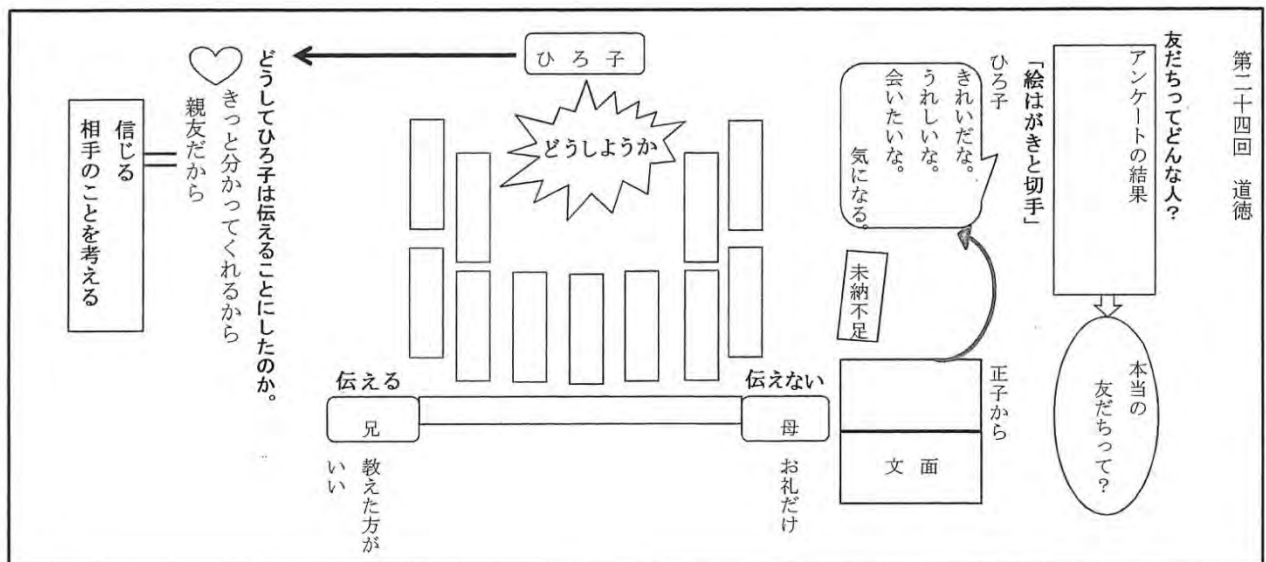 第二十四回　道徳
友だちってどんな人？
アンケートの結果
本当の
友だちって？
「絵はがきと切手」
ひろ子
きれいだな。
うれしいな。
会いたいな。
気になる。
未納不足
正子から
文面
伝えない
母
お礼だけ
どうしようか
ひろ子
伝える
兄
教えた方が
いい
どうしてひろ子は伝えることにしたのか。
きっと分かってくれるから
親友だから
信じる
相手のことを考える